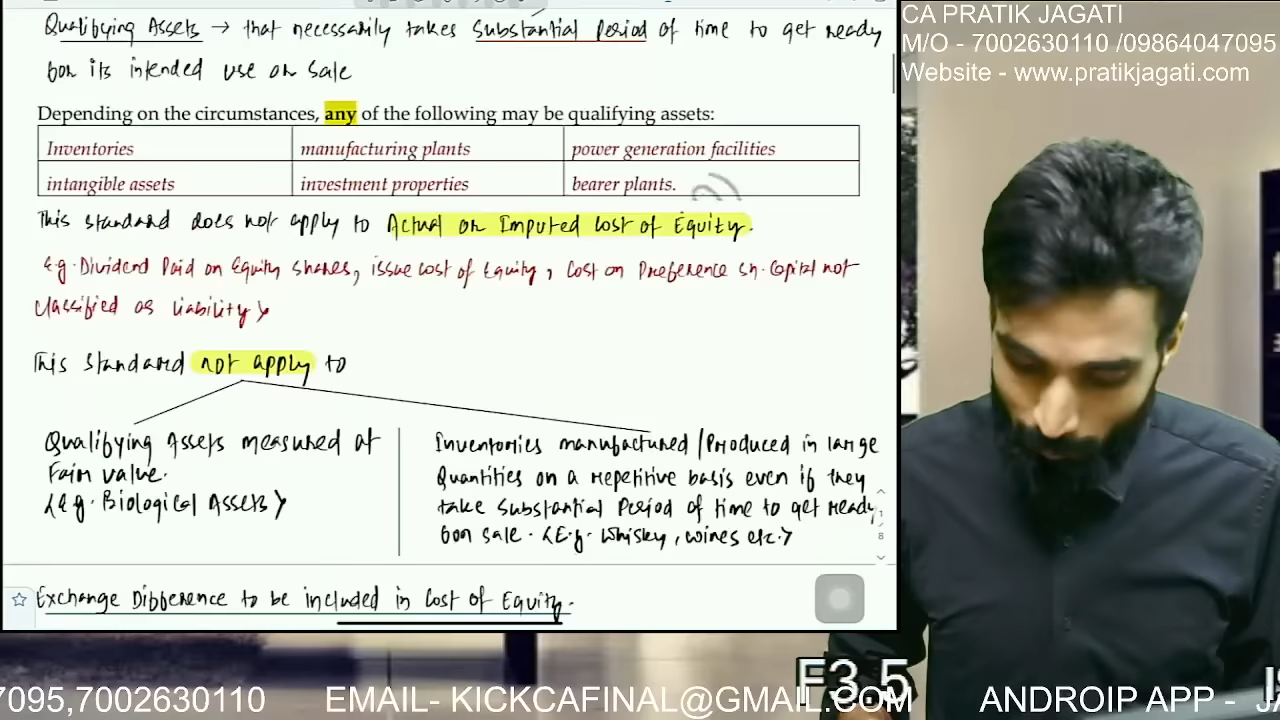 Qualifying Assets → that necessarily takes Substantial Period of time to get ready
for its intended use or sale
Depending on the circumstances, any of the following may be qualifying assets:
Inventories manufacturing plants power generation facilities
intangible assets investment properties bearer plants.
This standard does not apply to Actual or Imputed Cost of Equity.
E.g. Dividend Paid on Equity shares, issue cost of Equity, Cost on Preference sh. Capital not
classified as liability}
This Standard not apply to
Qualifying Assets measured at
Fair value.
{e.g. Biological Assets}
Inventories manufactured/Produced in large
Quantities on a repetitive basis even if they
take Substantial Period of time to get ready
for sale. {E.g. Whisky, wines etc.}
1
8
Exchange Difference to be included in Cost of Equity.
CA PRATIK JAGATI
M/O - 7002630110 /09864047095
Website - www.pratikjagati.com
F3.5
7095,7002630110 EMAIL- KICKCAFINAL@GMAIL.COM ANDROIP APP - JA